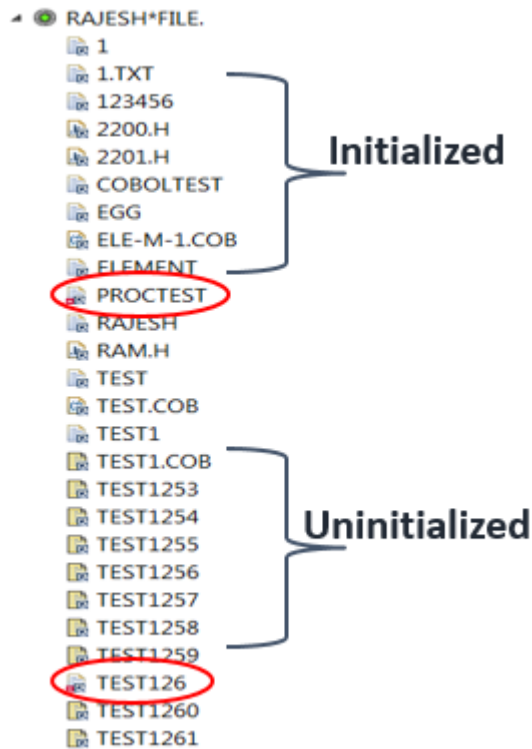 RAJESH*FILE.
1
1.TXT
123456
2200.H
2201.H
COBOLTEST
EGG
ELE-M-1.COB
ELEMENT
PROCTEST
RAJESH
RAM.H
TEST
TEST.COB
TEST1
TEST1.COB
TEST1253
TEST1254
TEST1255
TEST1256
TEST1257
TEST1258
TEST1259
TEST126
TEST1260
TEST1261
Initialized
Uninitialized